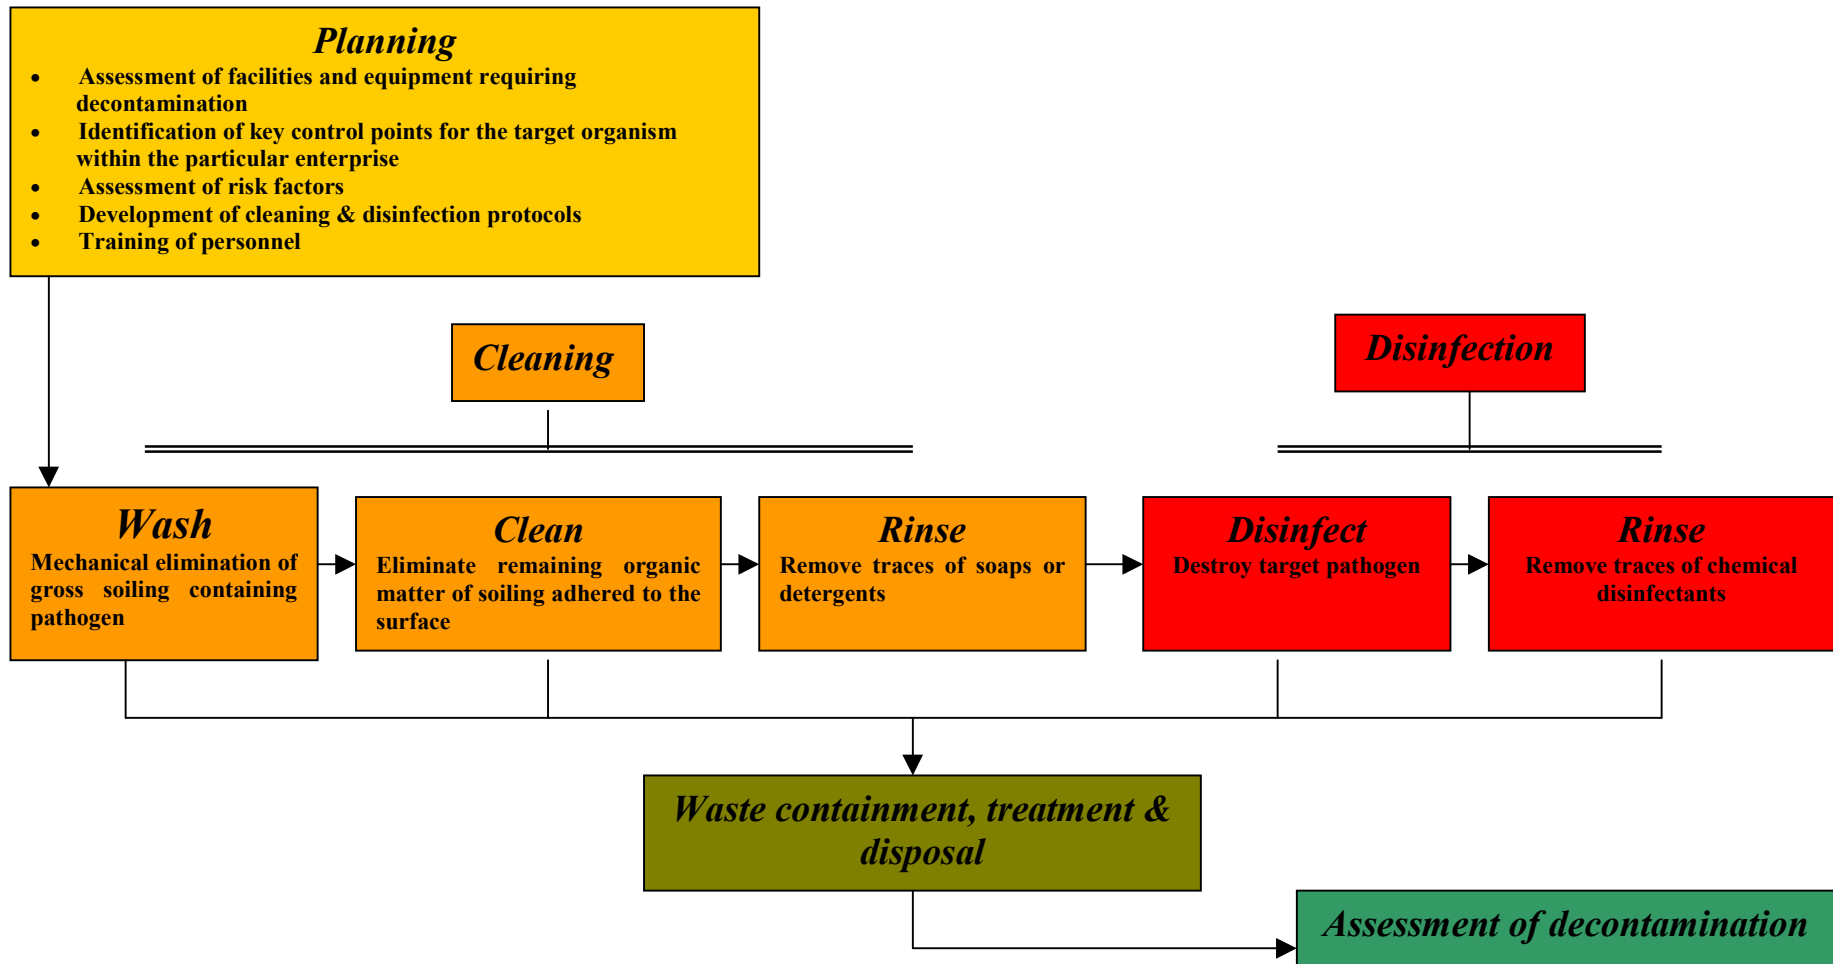 Planning
• Assessment of facilities and equipment requiring
decontamination
• Identification of key control points for the target organism
within the particular enterprise
• Assessment of risk factors
• Development of cleaning & disinfection protocols
• Training of personnel
Cleaning
Disinfection
Wash
Mechanical elimination of
gross soiling containing
pathogen
Clean
Eliminate remaining organic
matter of soiling adhered to the
surface
Rinse
Remove traces of soaps or
detergents
Disinfect
Destroy target pathogen
Rinse
Remove traces of chemical
disinfectants
Waste containment, treatment &
disposal
Assessment of decontamination